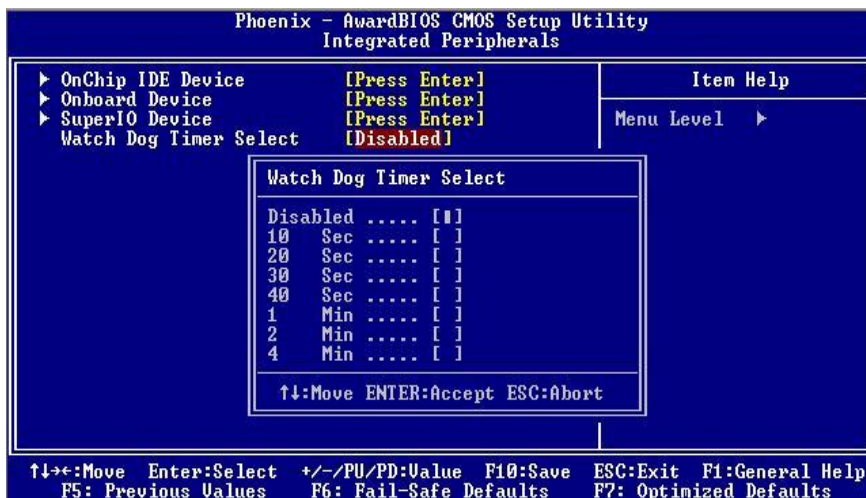 Phoenix - AwardBIOS CMOS Setup Utility
Integrated Peripherals
OnChip IDE Device [Press Enter]
Onboard Device [Press Enter]
SuperIO Device [Press Enter]
Watch Dog Timer Select [Disabled]
Item Help
Menu Level
Watch Dog Timer Select
Disabled ..... [▮]
10 Sec ..... [ ]
20 Sec ..... [ ]
30 Sec ..... [ ]
40 Sec ..... [ ]
1 Min ..... [ ]
2 Min ..... [ ]
4 Min ..... [ ]
↑↓:Move ENTER:Accept ESC:Abort
↑↓→←:Move Enter:Select +/-/PU/PD:Value F10:Save ESC:Exit F1:General Help
F5: Previous Values F6: Fail-Safe Defaults F7: Optimized Defaults